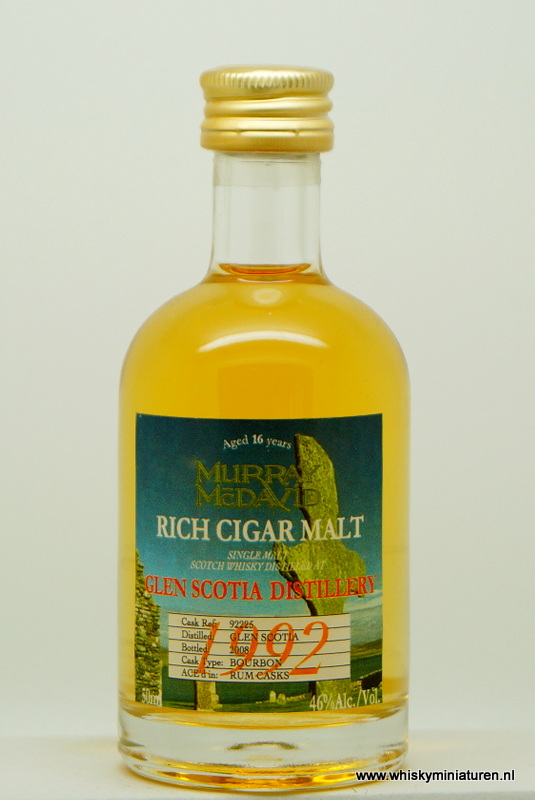 Aged 16 years
MURRAY
McDAVID
RICH CIGAR MALT
SINGLE MALT
SCOTCH WHISKY DISTILLED AT
GLEN SCOTIA DISTILLERY
1992
Cask Ref: 92225
Distilled: GLEN SCOTIA
Bottled: 2008
Cask Type: BOURBON
ACE'd in: RUM CASKS
46%Alc./Vol.
www.whiskyminiaturen.nl